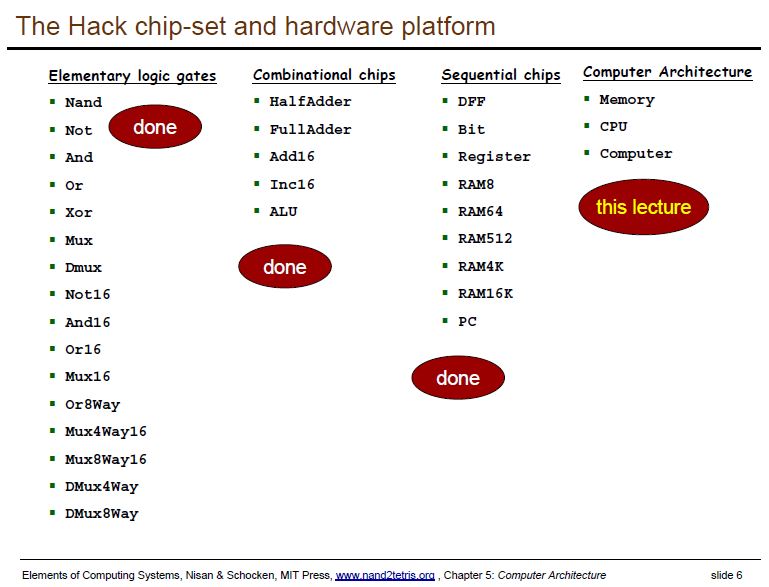 The Hack chip-set and hardware platform
Elementary logic gates
Nand
Not
And
Or
Xor
Mux
Dmux
Not16
And16
Or16
Mux16
Or8Way
Mux4Way16
Mux8Way16
DMux4Way
DMux8Way
done
Combinational chips
HalfAdder
FullAdder
Add16
Inc16
ALU
done
Sequential chips
DFF
Bit
Register
RAM8
RAM64
RAM512
RAM4K
RAM16K
PC
done
Computer Architecture
Memory
CPU
Computer
this lecture
Elements of Computing Systems, Nisan & Schocken, MIT Press, www.nand2tetris.org , Chapter 5: Computer Architecture
slide 6